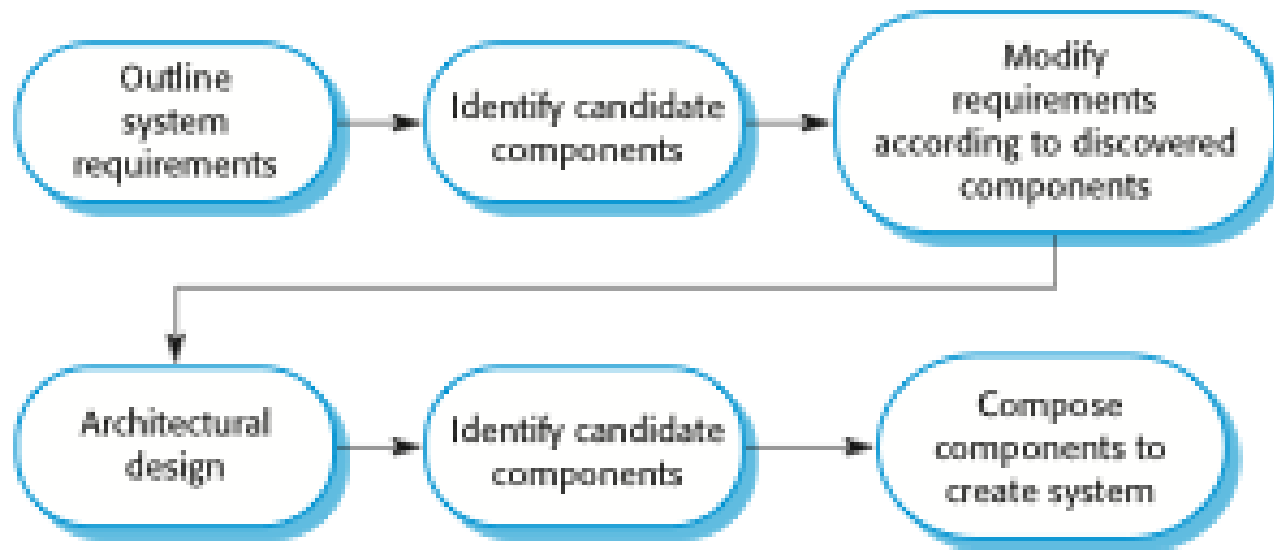 Outline
system
requirements
Identify candidate
components
Modify
requirements
according to discovered
components
Architectural
design
Identify candidate
components
Compose
components to
create system